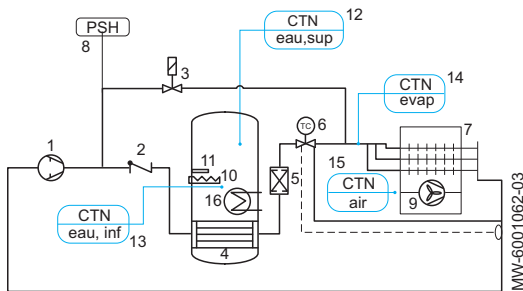 PSH
8
3
CTN
eau,sup
12
CTN
evap
14
TC
6
7
1
2
11
10
16
5
15
CTN
air
9
CTN
eau, inf
13
4
MW-6001062-03